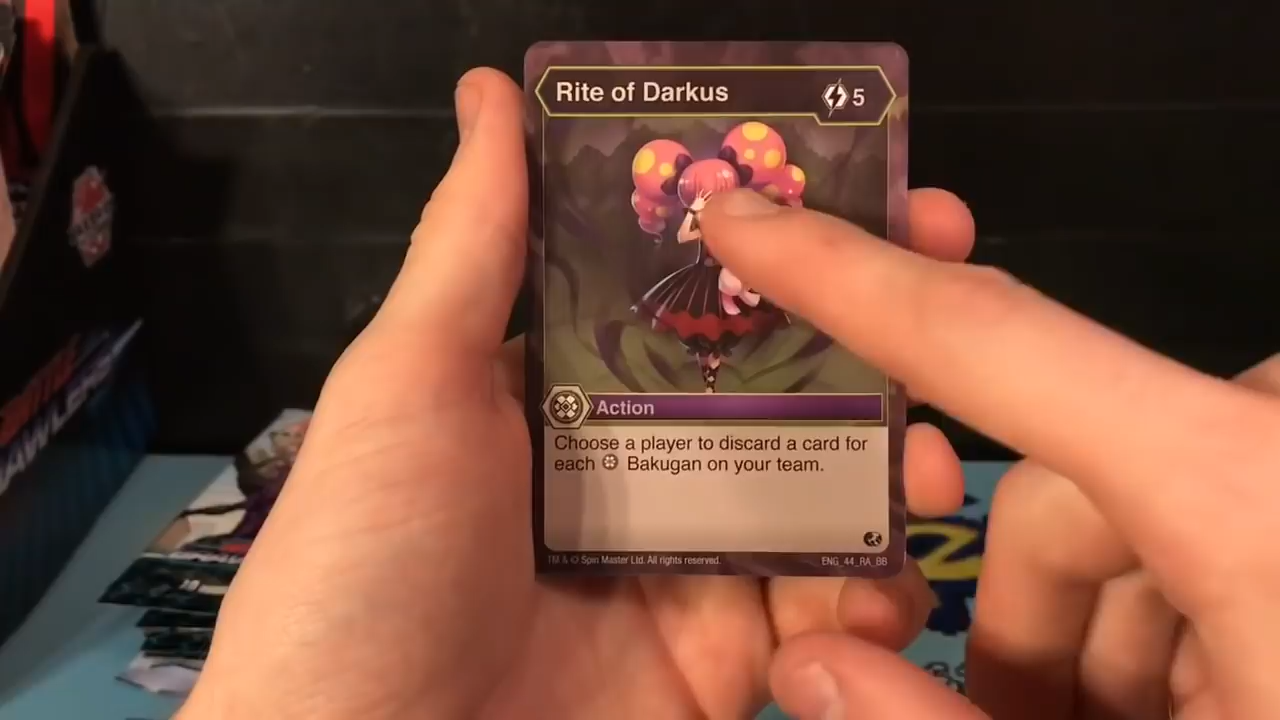 Rite of Darkus
5
Action
Choose a player to discard a card for
each Bakugan on your team.
TM & © Spin Master Ltd. All rights reserved.
ENG_44_RA_BB